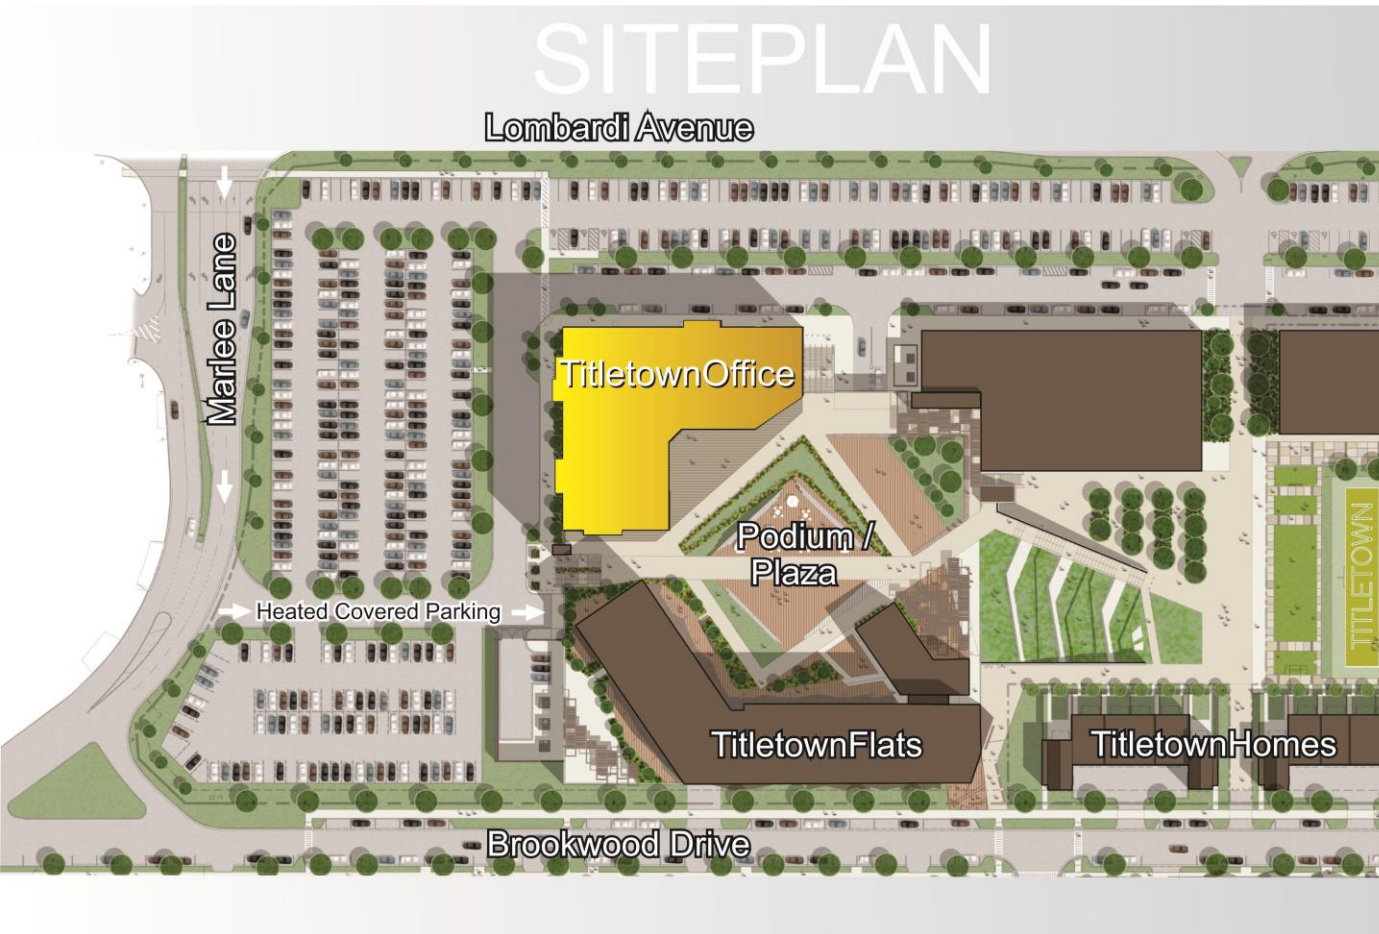 SITEPLAN
Lombardi Avenue
Marlee Lane
TitletownOffice
Podium /
Plaza
TITLETOWN
Heated Covered Parking
TitletownFlats
TitletownHomes
Brookwood Drive